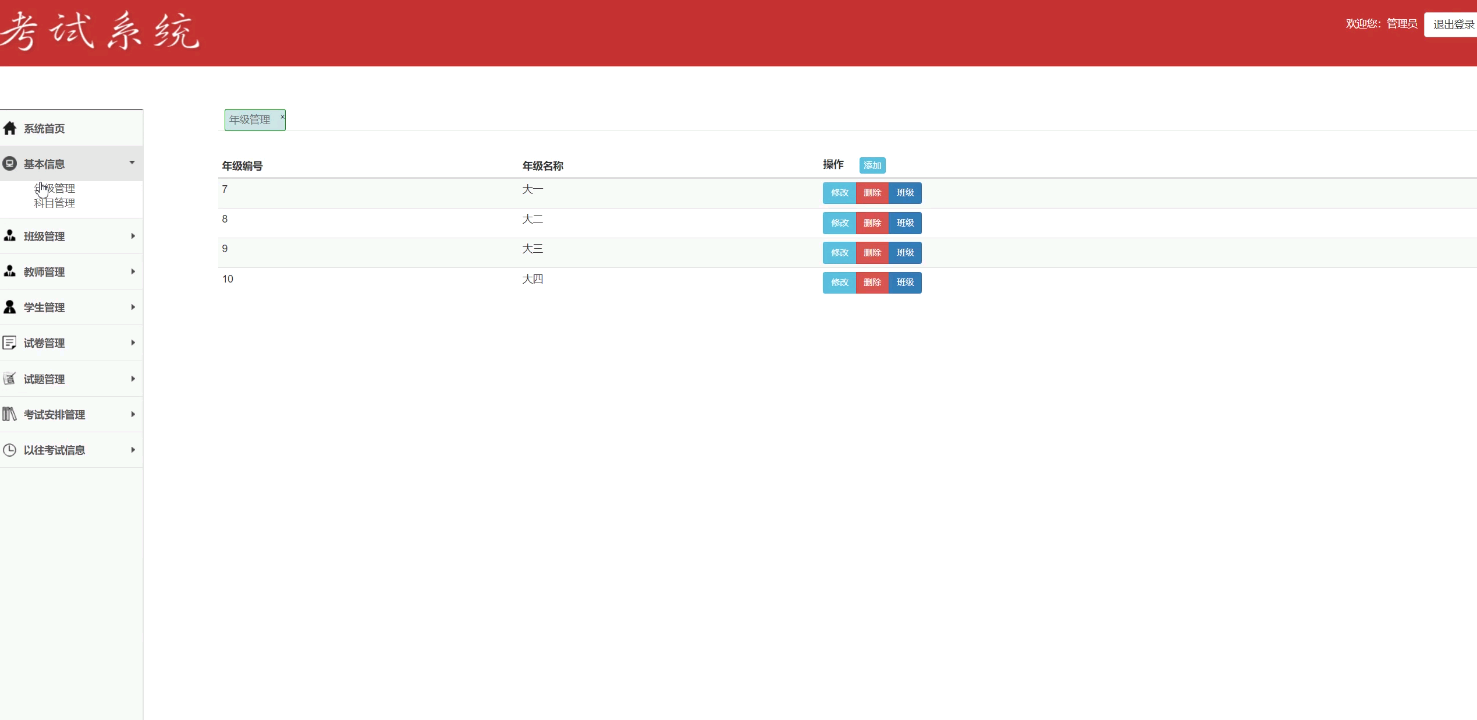 考试系统
欢迎您: 管理员 退出登录
系统首页
基本信息
年级管理
科目管理
班级管理
教师管理
学生管理
试卷管理
试题管理
考试安排管理
以往考试信息
年级管理 ×
年级编号 年级名称 操作 添加
7 大一 修改 删除 班级
8 大二 修改 删除 班级
9 大三 修改 删除 班级
10 大四 修改 删除 班级